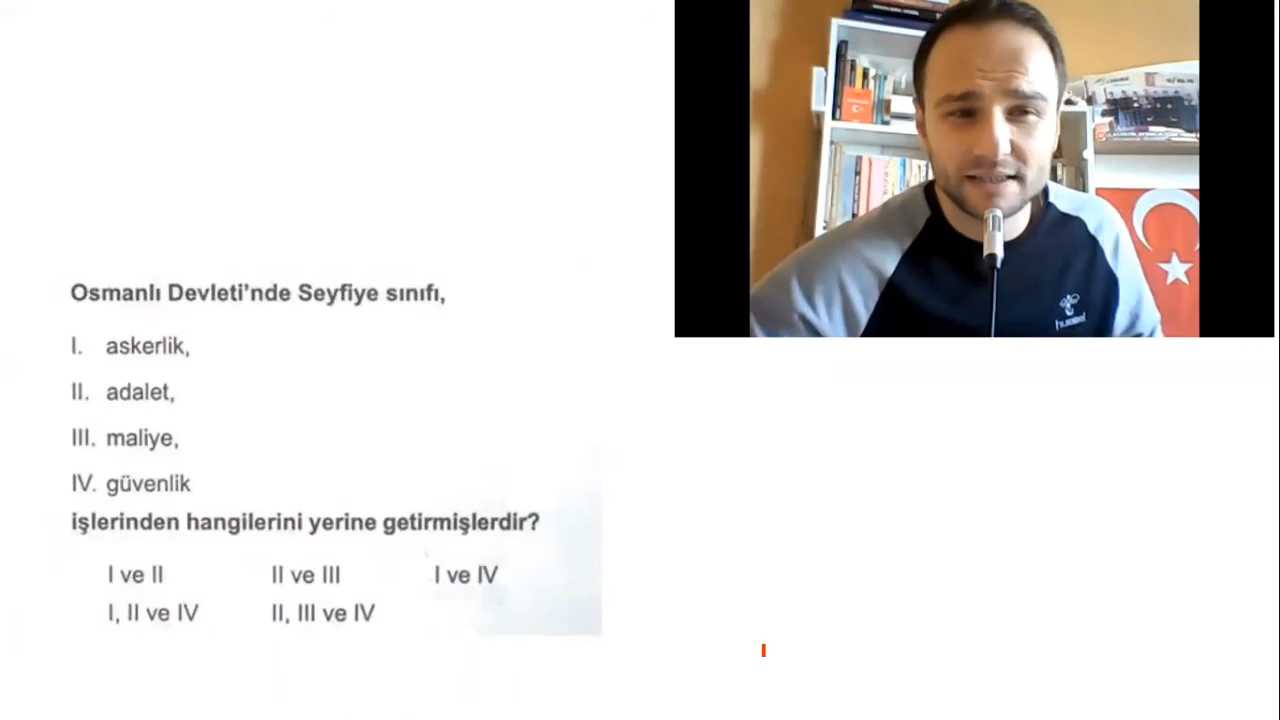 Osmanlı Devleti'nde Seyfiye sınıfı,
I. askerlik,
II. adalet,
III. maliye,
IV. güvenlik
işlerinden hangilerini yerine getirmişlerdir?
I ve II II ve III I ve IV
I, II ve IV II, III ve IV